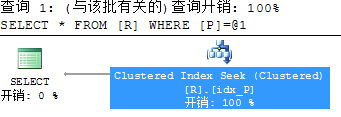 查询 1: (与该批有关的)查询开销: 100%
SELECT * FROM [R] WHERE [P]=@1
SELECT
开销: 0 %
Clustered Index Seek (Clustered)
[R].[idx_P]
开销: 100 %